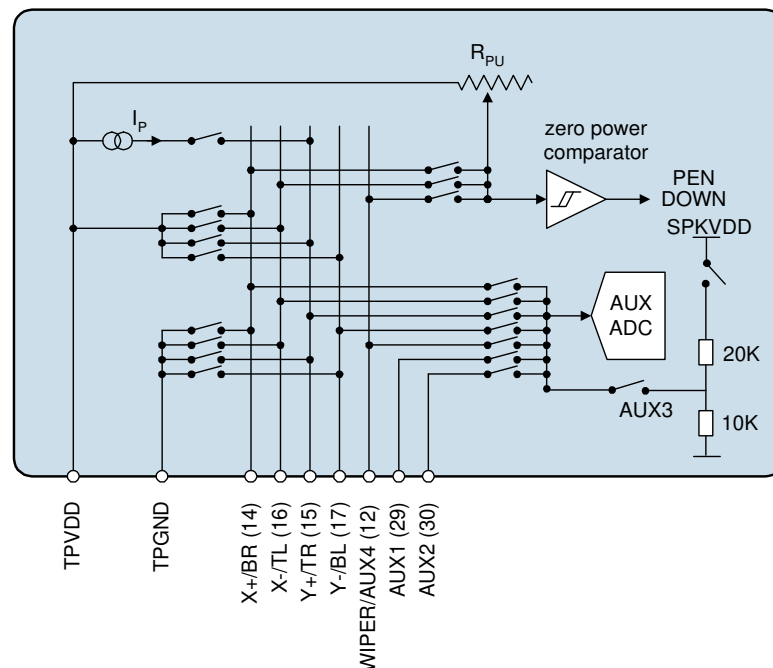 R_PU
I_P
zero power
comparator
PEN
DOWN
SPKVDD
AUX
ADC
20K
AUX3
10K
TPVDD
TPGND
X+/BR (14)
X-/TL (16)
Y+/TR (15)
Y-/BL (17)
WIPER/AUX4 (12)
AUX1 (29)
AUX2 (30)